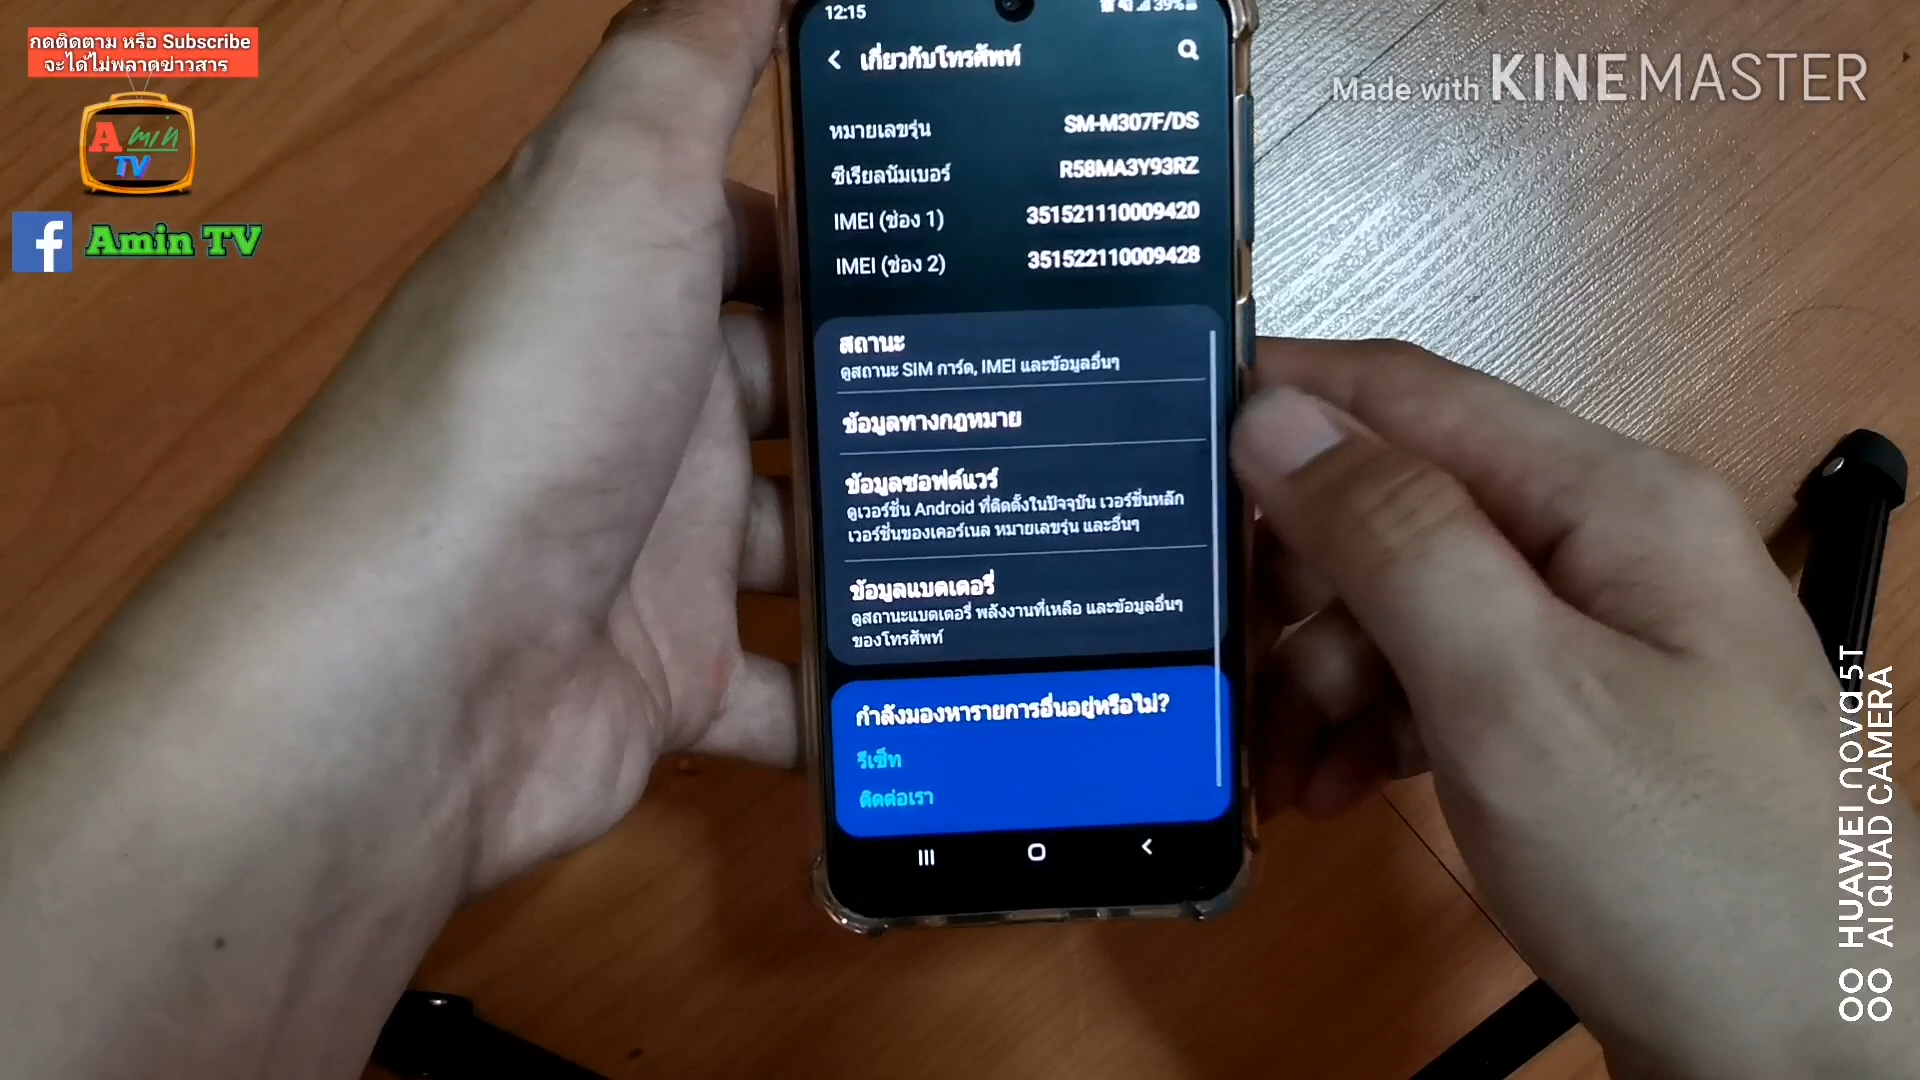 กดติดตาม หรือ Subscribe
จะได้ไม่พลาดข่าวสาร
Amin
TV
f Amin TV
Made with KINEMASTER
12:15
39%
เกี่ยวกับโทรศัพท์
หมายเลขรุ่น SM-M307F/DS
ซีเรียลนัมเบอร์ R58MA3Y93RZ
IMEI (ช่อง 1) 351521110009420
IMEI (ช่อง 2) 351522110009428
สถานะ
ดูสถานะ SIM การ์ด, IMEI และข้อมูลอื่นๆ
ข้อมูลทางกฎหมาย
ข้อมูลซอฟต์แวร์
ดูเวอร์ชั่น Android ที่ติดตั้งในปัจจุบัน เวอร์ชั่นหลัก
เวอร์ชั่นของเคอร์เนล หมายเลขรุ่น และอื่นๆ
ข้อมูลแบตเตอรี่
ดูสถานะแบตเตอรี่ พลังงานที่เหลือ และข้อมูลอื่นๆ
ของโทรศัพท์
กำลังมองหารายการอื่นอยู่หรือไม่?
รีเซ็ท
ติดต่อเรา
HUAWEI nova 5T
AI QUAD CAMERA